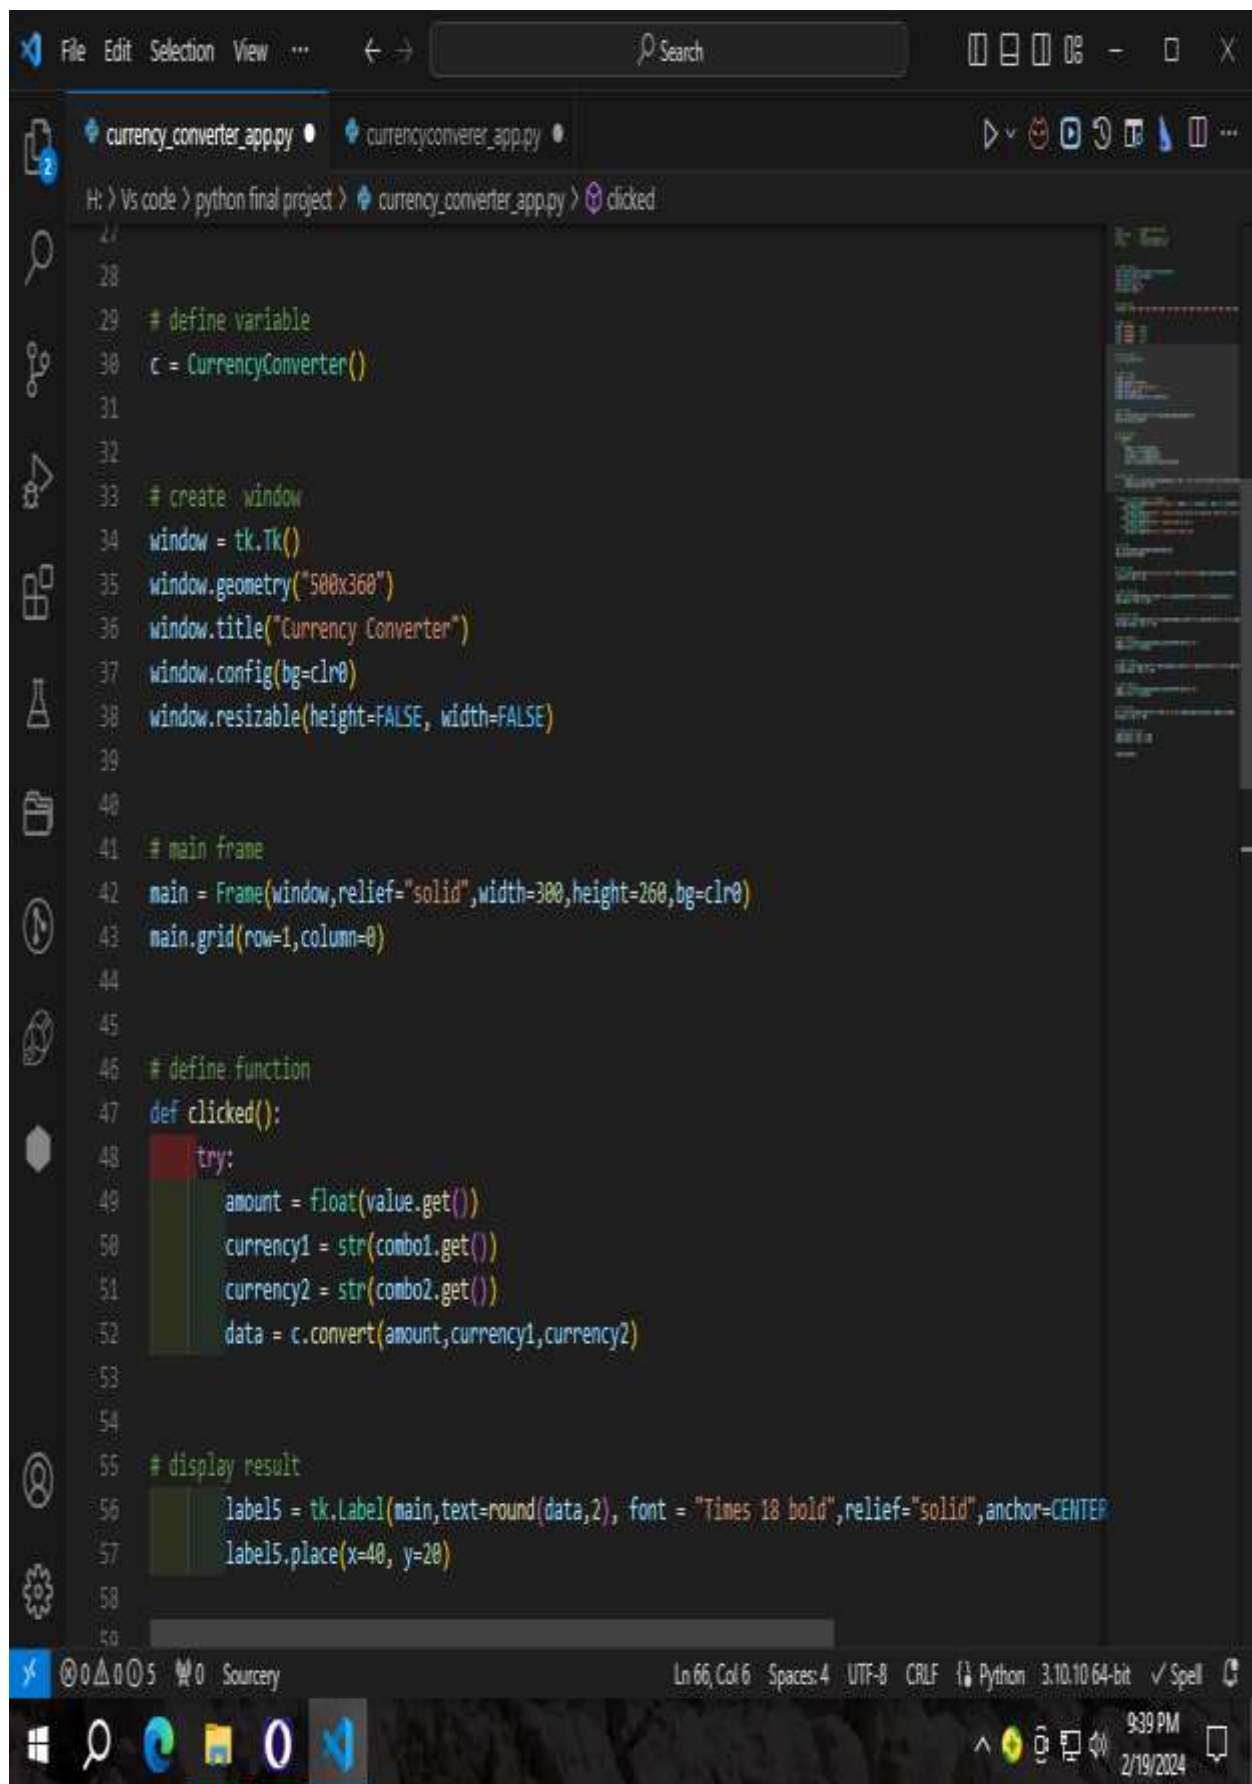 File Edit Selection View ··· Search
currency_converter_app.py currencyconverer_app.py
H: > Vs code > python final project > currency_converter_app.py > clicked
27
28
29 # define variable
30 c = CurrencyConverter()
31
32
33 # create  window
34 window = tk.Tk()
35 window.geometry("500x360")
36 window.title("Currency Converter")
37 window.config(bg=clr0)
38 window.resizable(height=FALSE, width=FALSE)
39
40
41 # main frame
42 main = Frame(window,relief="solid",width=300,height=260,bg=clr0)
43 main.grid(row=1,column=0)
44
45
46 # define function
47 def clicked():
48 try:
49 amount = float(value.get())
50 currency1 = str(combo1.get())
51 currency2 = str(combo2.get())
52 data = c.convert(amount,currency1,currency2)
53
54
55 # display result
56 label5 = tk.Label(main,text=round(data,2), font = "Times 18 bold",relief="solid",anchor=CENTER
57 label5.place(x=40, y=20)
58
59
2
0 0 5 0 Sourcery Ln 66, Col 6 Spaces: 4 UTF-8 CRLF Python 3.10.10 64-bit Spell
9:39 PM
2/19/2024